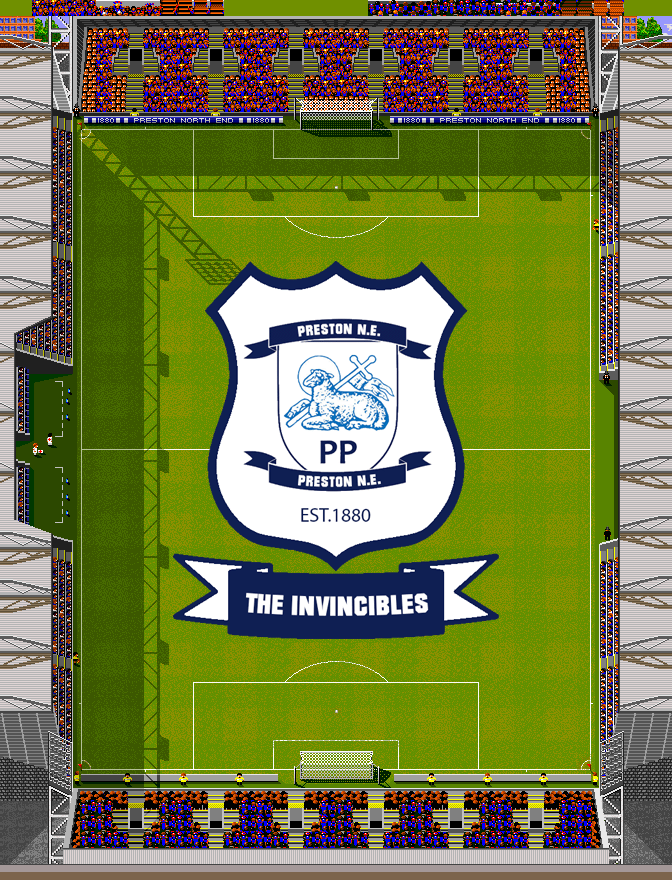 1880 PRESTON NORTH END 1880 1880 PRESTON NORTH END 1880
PRESTON N.E.
PP
PRESTON N.E.
EST.1880
THE INVINCIBLES